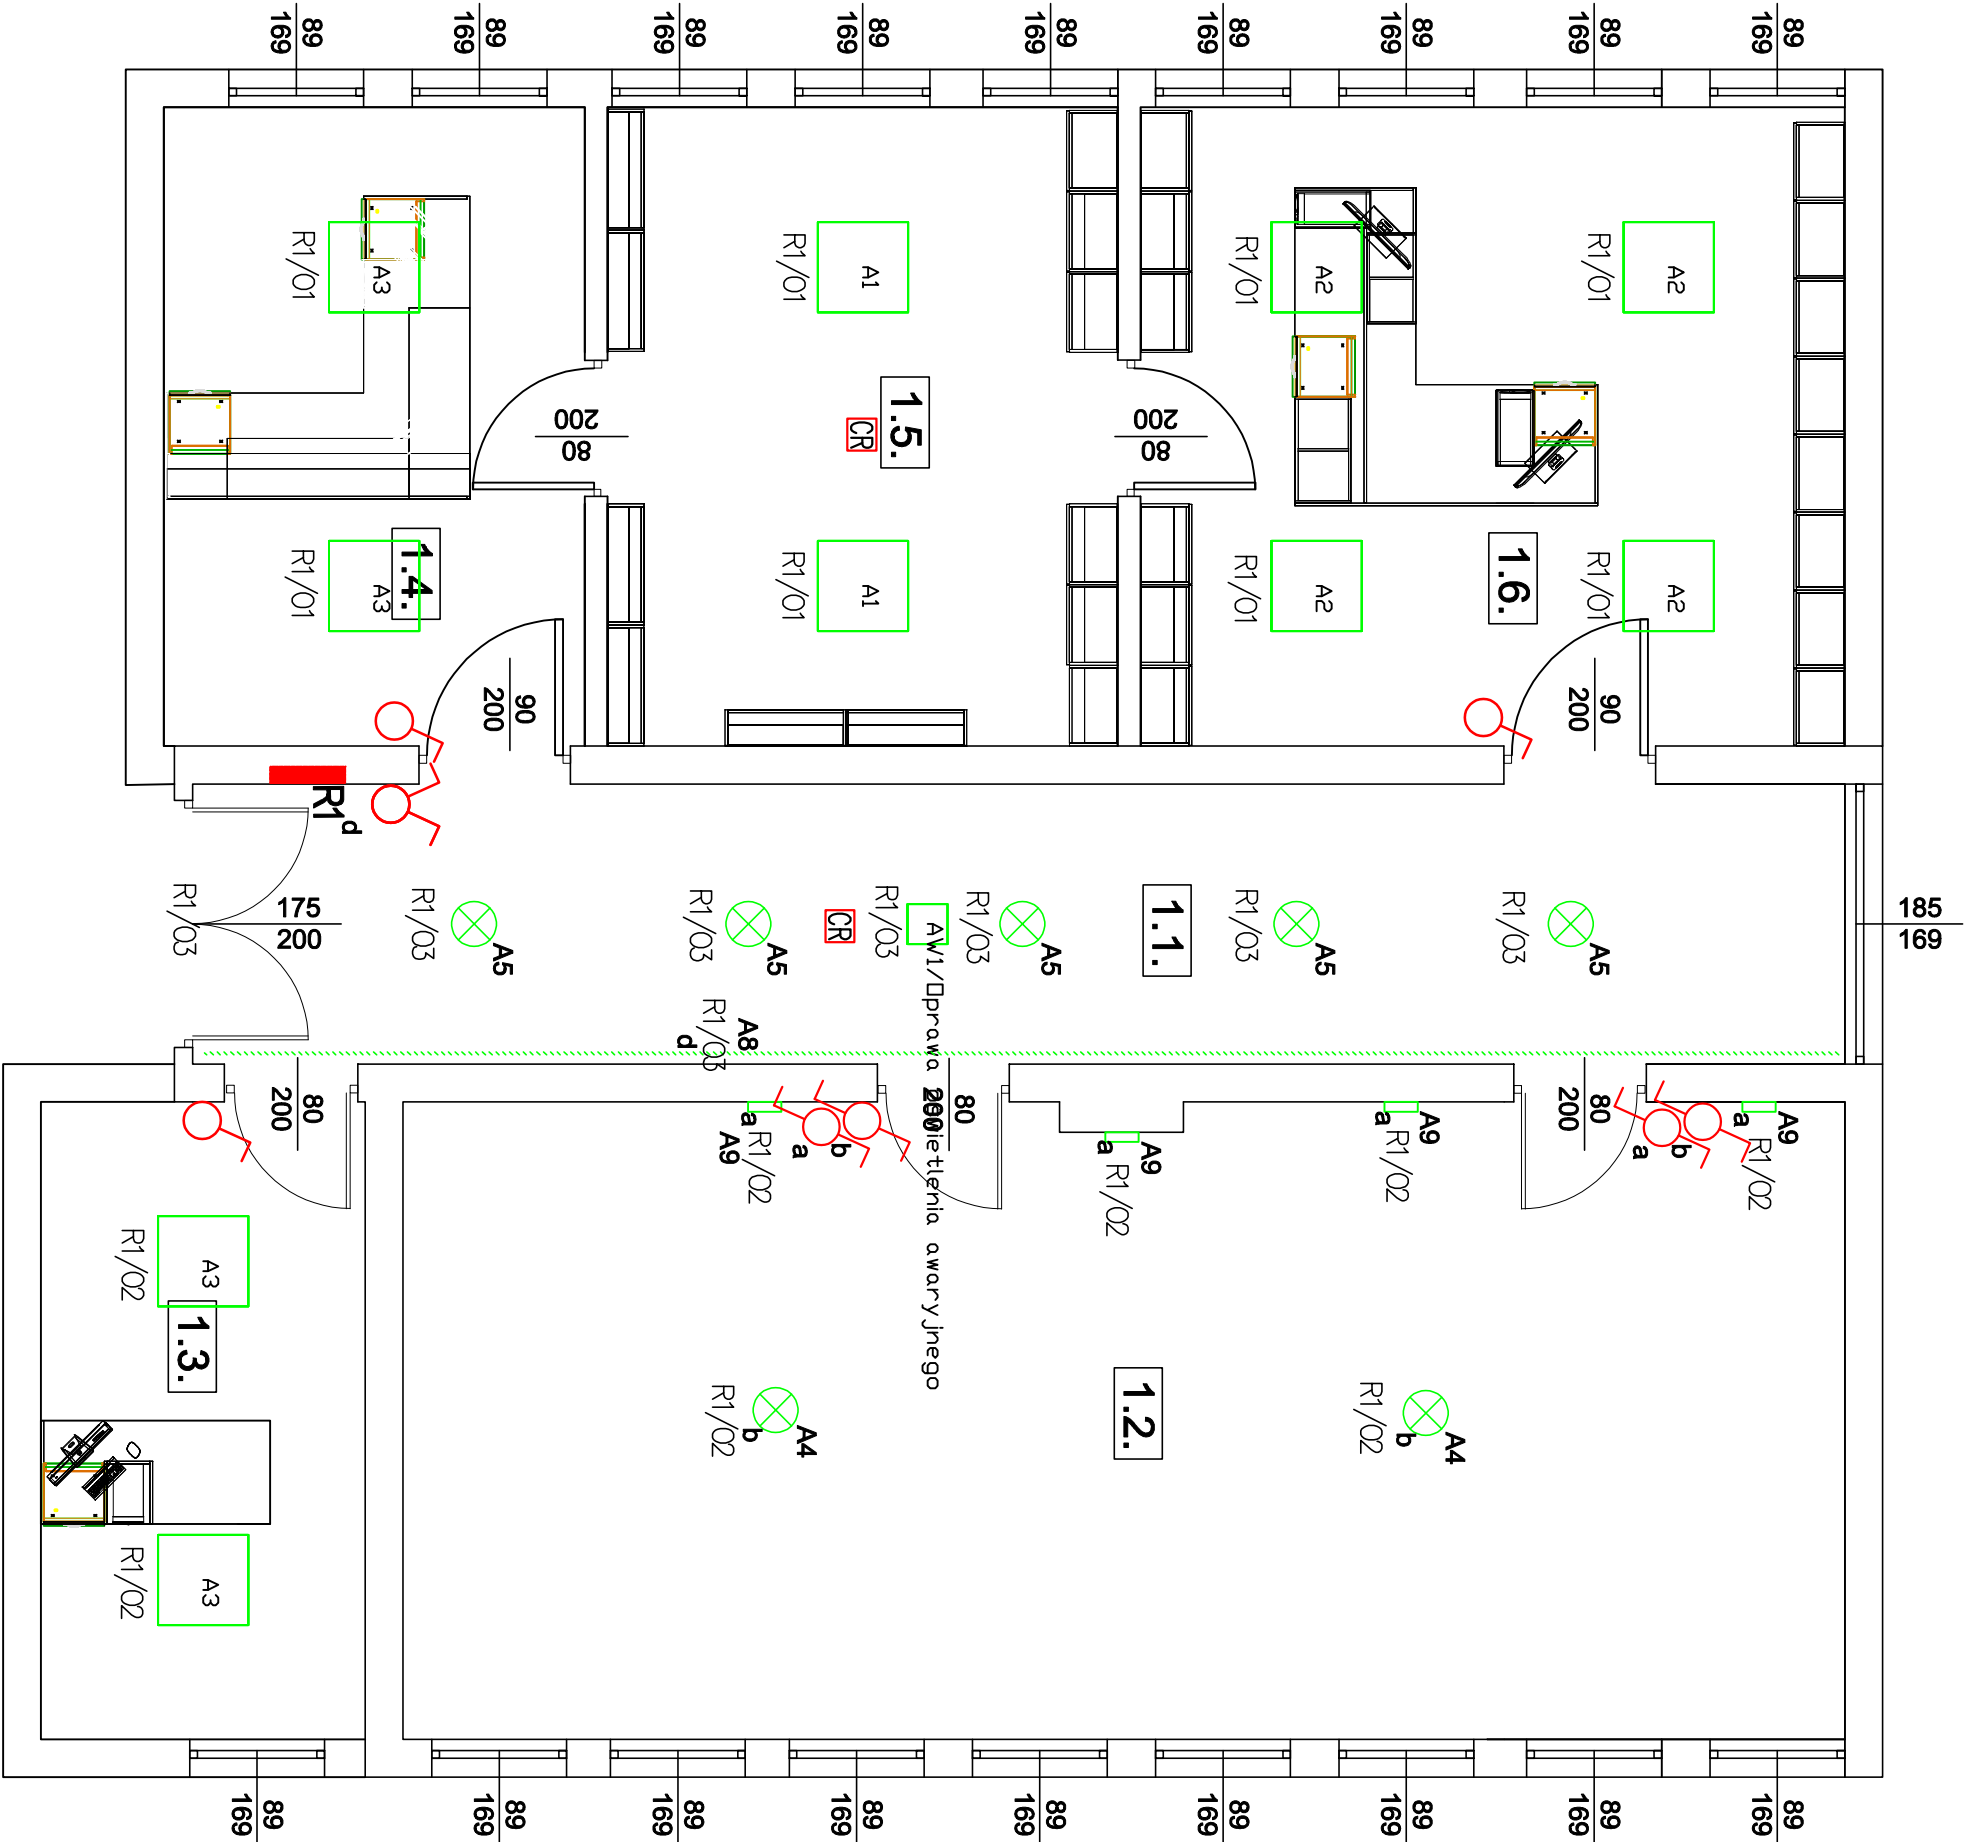 89
169
89
169
89
169
89
169
89
169
89
169
89
169
89
169
89
169
A3
R1/01
A1
R1/01
A2
R1/01
A2
R1/01
200
80
1.5.
CR
200
80
1.4.
A3
R1/01
A1
R1/01
A2
R1/01
1.6.
A2
R1/01
90
200
90
200
R1
d
R1/03
175
200
R1/03
A5
R1/03
A5
CR
R1/03
AW1/Oprawa oświetlenia awaryjnego
R1/03
A5
1.1.
R1/03
A5
R1/03
A5
185
169
A8
R1/03
d
80
200
80
200
80
200
a
A9
R1/02
a
b
A9
a
R1/02
A9
a
R1/02
a
b
A9
a
R1/02
A3
R1/02
1.3.
A3
R1/02
A4
b
R1/02
1.2.
A4
b
R1/02
89
169
89
169
89
169
89
169
89
169
89
169
89
169
89
169
89
169